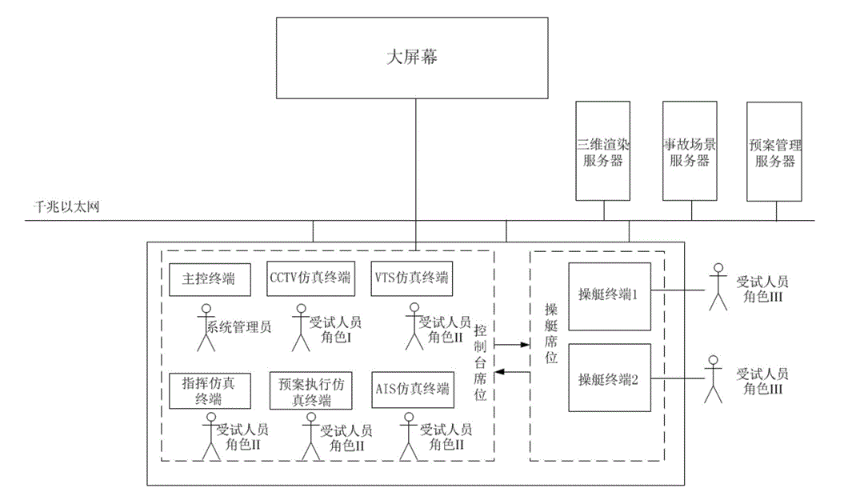 大屏幕
三维渲染
服务器
事故场景
服务器
预案管理
服务器
千兆以太网
主控终端
CCTV仿真终端
VTS仿真终端
系统管理员
受试人员
角色I
受试人员
角色II
控制台席位
指挥仿真
终端
预案执行仿
真终端
AIS仿真终端
受试人员
角色II
受试人员
角色II
受试人员
角色II
操艇席位
操艇终端1
受试人员
角色III
操艇终端2
受试人员
角色III